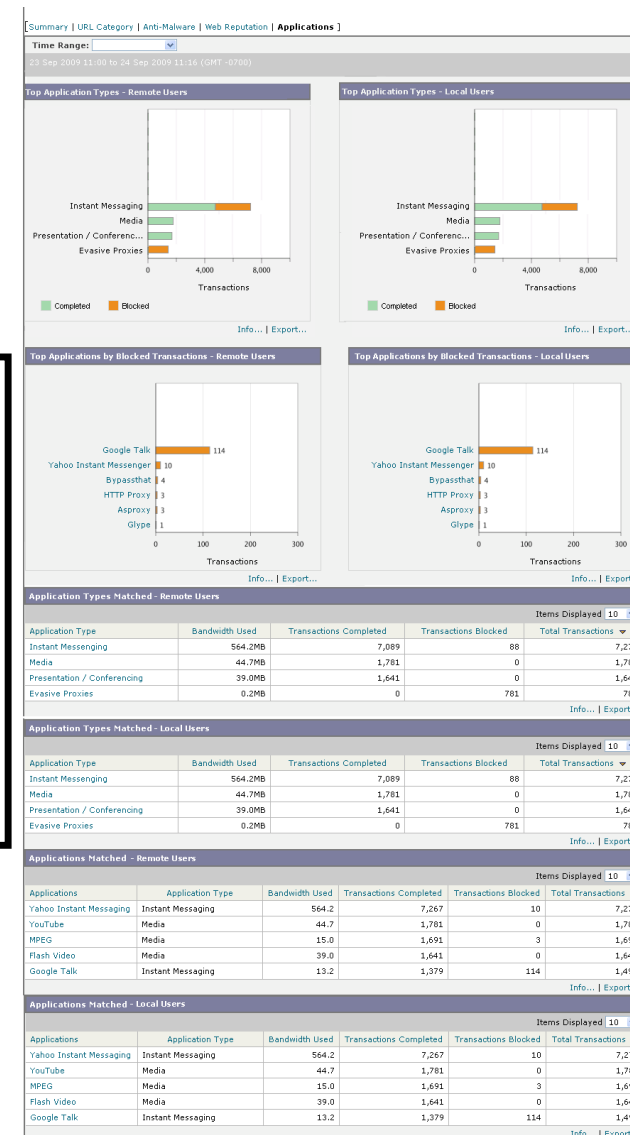 [Summary | URL Category | Anti-Malware | Web Reputation | Applications ]
Time Range:
23 Sep 2009 11:00 to 24 Sep 2009 11:16 (GMT -0700)
Top Application Types - Remote Users
Instant Messaging
Media
Presentation / Conferenc...
Evasive Proxies
0 4,000 8,000
Transactions
Completed Blocked
Info... | Export...
Top Application Types - Local Users
Instant Messaging
Media
Presentation / Conferenc...
Evasive Proxies
0 4,000 8,000
Transactions
Completed Blocked
Info... | Export...
Top Applications by Blocked Transactions - Remote Users
Google Talk 114
Yahoo Instant Messenger 10
Bypassthat 4
HTTP Proxy 3
Asproxy 3
Glype 1
0 100 200 300
Transactions
Info... | Export...
Top Applications by Blocked Transactions - Local Users
Google Talk 114
Yahoo Instant Messenger 10
Bypassthat 4
HTTP Proxy 3
Asproxy 3
Glype 1
0 100 200 300
Transactions
Info... | Export
Application Types Matched - Remote Users
Items Displayed 10
Application Type Bandwidth Used Transactions Completed Transactions Blocked Total Transactions
Instant Messenging 564.2MB 7,089 88
Media 44.7MB 1,781 0
Presentation / Conferencing 39.0MB 1,641 0
Evasive Proxies 0.2MB 0 781
Info... | Export
Application Types Matched - Local Users
Items Displayed 10
Application Type Bandwidth Used Transactions Completed Transactions Blocked Total Transactions
Instant Messenging 564.2MB 7,089 88
Media 44.7MB 1,781 0
Presentation / Conferencing 39.0MB 1,641 0
Evasive Proxies 0.2MB 0 781
Info... | Export
Applications Matched - Remote Users
Items Displayed 10
Applications Application Type Bandwidth Used Transactions Completed Transactions Blocked Total Transactions
Yahoo Instant Messaging Instant Messaging 564.2 7,267 10
YouTube Media 44.7 1,781 0
MPEG Media 15.0 1,691 3
Flash Video Media 39.0 1,641 0
Google Talk Instant Messaging 13.2 1,379 114
Info... | Export
Applications Matched - Local Users
Items Displayed 10
Applications Application Type Bandwidth Used Transactions Completed Transactions Blocked Total Transactions
Yahoo Instant Messaging Instant Messaging 564.2 7,267 10
YouTube Media 44.7 1,781 0
MPEG Media 15.0 1,691 3
Flash Video Media 39.0 1,641 0
Google Talk Instant Messaging 13.2 1,379 114
Info... | Export